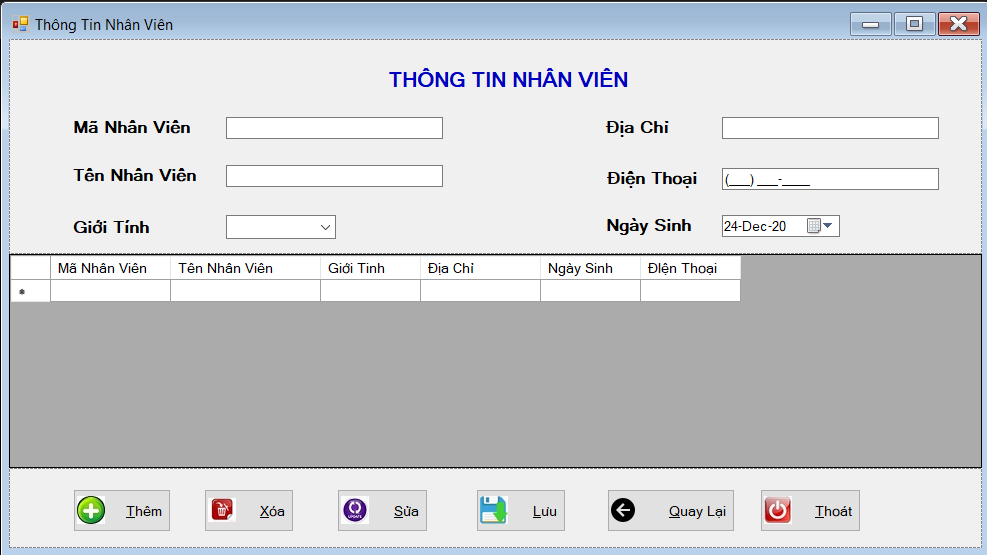 Thông Tin Nhân Viên
THÔNG TIN NHÂN VIÊN
Mã Nhân Viên
Địa Chỉ
Tên Nhân Viên
Điện Thoại
(___) ___-____
Giới Tính
Ngày Sinh
24-Dec-20
Mã Nhân Viên Tên Nhân Viên Giới Tinh Địa Chỉ Ngày Sinh ĐIện Thoại
*
Thêm Xóa UPDATE Sửa Lưu Quay Lại Thoát